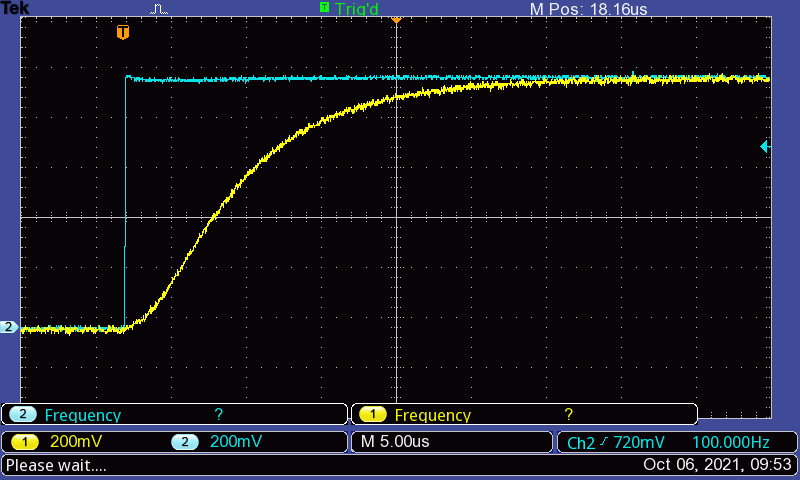 Tek T Trig'd M Pos: 18.16us
T
2
2 Frequency ? 1 Frequency ?
1 200mV 2 200mV M 5.00us Ch2 720mV 100.000Hz
Please wait.... Oct 06, 2021, 09:53